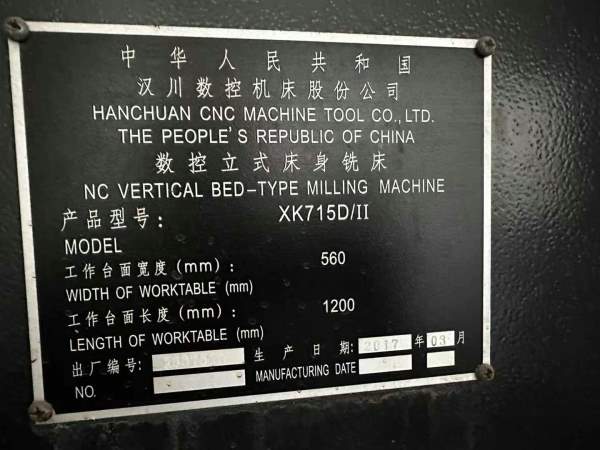 中华人民共和国
汉川数控机床股份公司
HANCHUAN CNC MACHINE TOOL CO., LTD.
THE PEOPLE'S REPUBLIC OF CHINA
数控立式床身铣床
NC VERTICAL BED-TYPE MILLING MACHINE
产品型号: XK715D/II
MODEL
工作台面宽度(mm): 560
WIDTH OF WORKTABLE (mm)
工作台面长度(mm): 1200
LENGTH OF WORKTABLE (mm)
出厂编号: 生产日期: 2017 年 03 月
NO. MANUFACTURING DATE